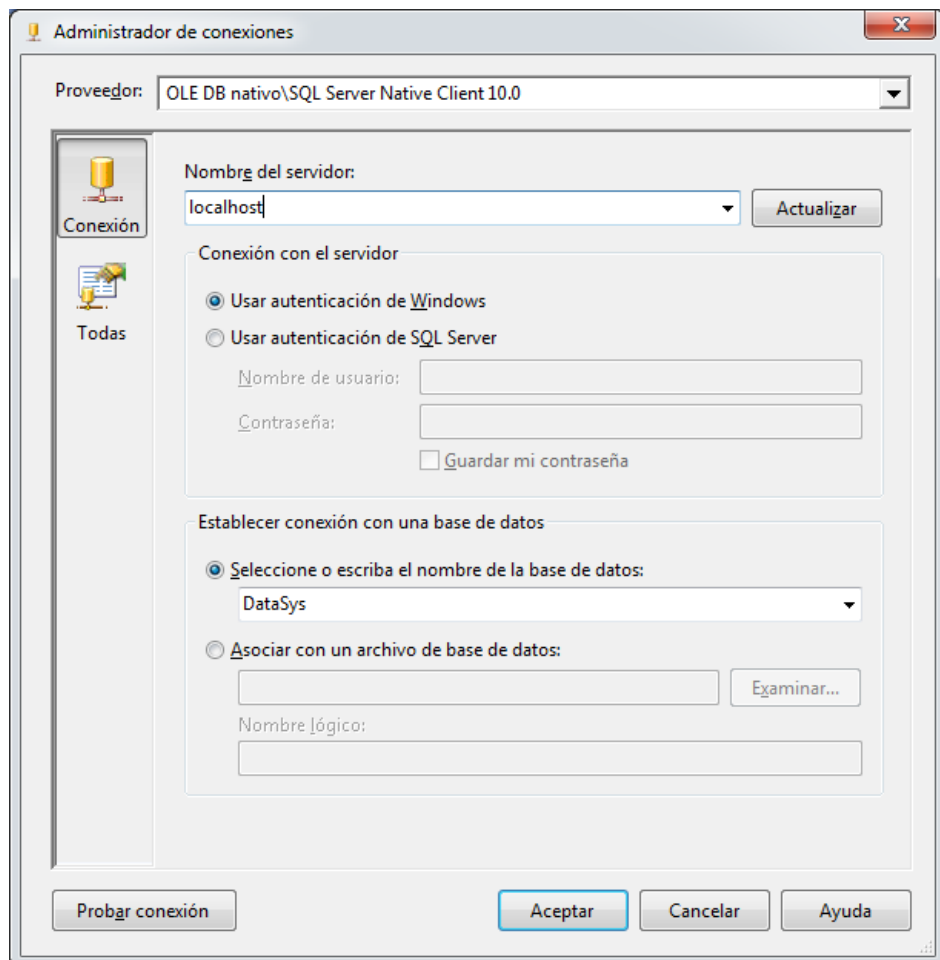 Administrador de conexiones
Proveedor: OLE DB nativo\SQL Server Native Client 10.0
Conexión
Todas
Nombre del servidor:
localhost
Actualizar
Conexión con el servidor
Usar autenticación de Windows
Usar autenticación de SQL Server
Nombre de usuario:
Contraseña:
Guardar mi contraseña
Establecer conexión con una base de datos
Seleccione o escriba el nombre de la base de datos:
DataSys
Asociar con un archivo de base de datos:
Examinar...
Nombre lógico:
Probar conexión
Aceptar
Cancelar
Ayuda